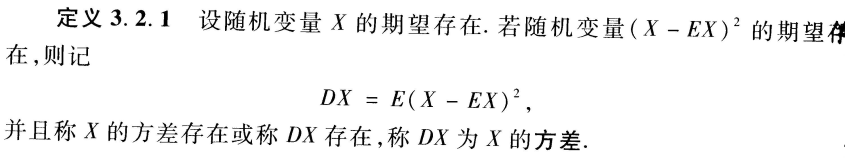 定义 3.2.1 设随机变量 X 的期望存在. 若随机变量(X − EX)² 的期望存
在,则记
DX = E(X − EX)²,
并且称 X 的方差存在或称 DX 存在,称 DX 为 X 的方差.